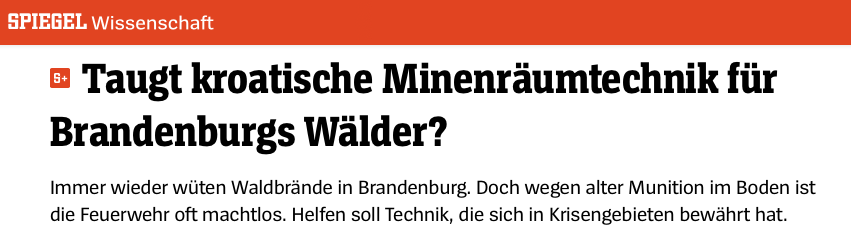 SPIEGEL Wissenschaft
S+ Taugt kroatische Minenräumtechnik für
Brandenburgs Wälder?
Immer wieder wüten Waldbrände in Brandenburg. Doch wegen alter Munition im Boden ist
die Feuerwehr oft machtlos. Helfen soll Technik, die sich in Krisengebieten bewährt hat.